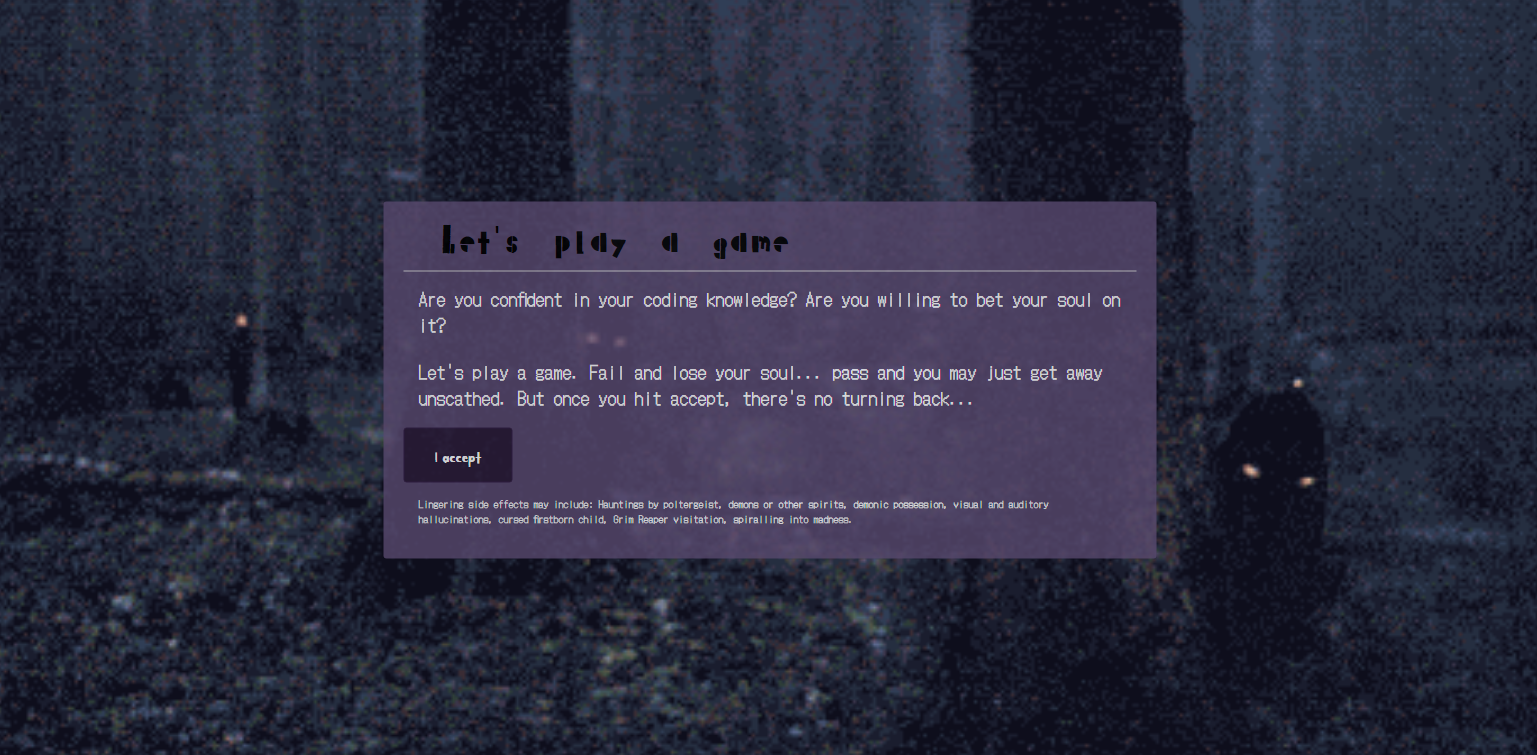 Let's play a game
Are you confident in your coding knowledge? Are you willing to bet your soul on
it?
Let's play a game. Fail and lose your soul... pass and you may just get away
unscathed. But once you hit accept, there's no turning back...
I accept
Lingering side effects may include: Hauntings by poltergeist, demons or other spirits, demonic possession, visual and auditory
hallucinations, cursed firstborn child, Grim Reaper visitation, spiralling into madness.